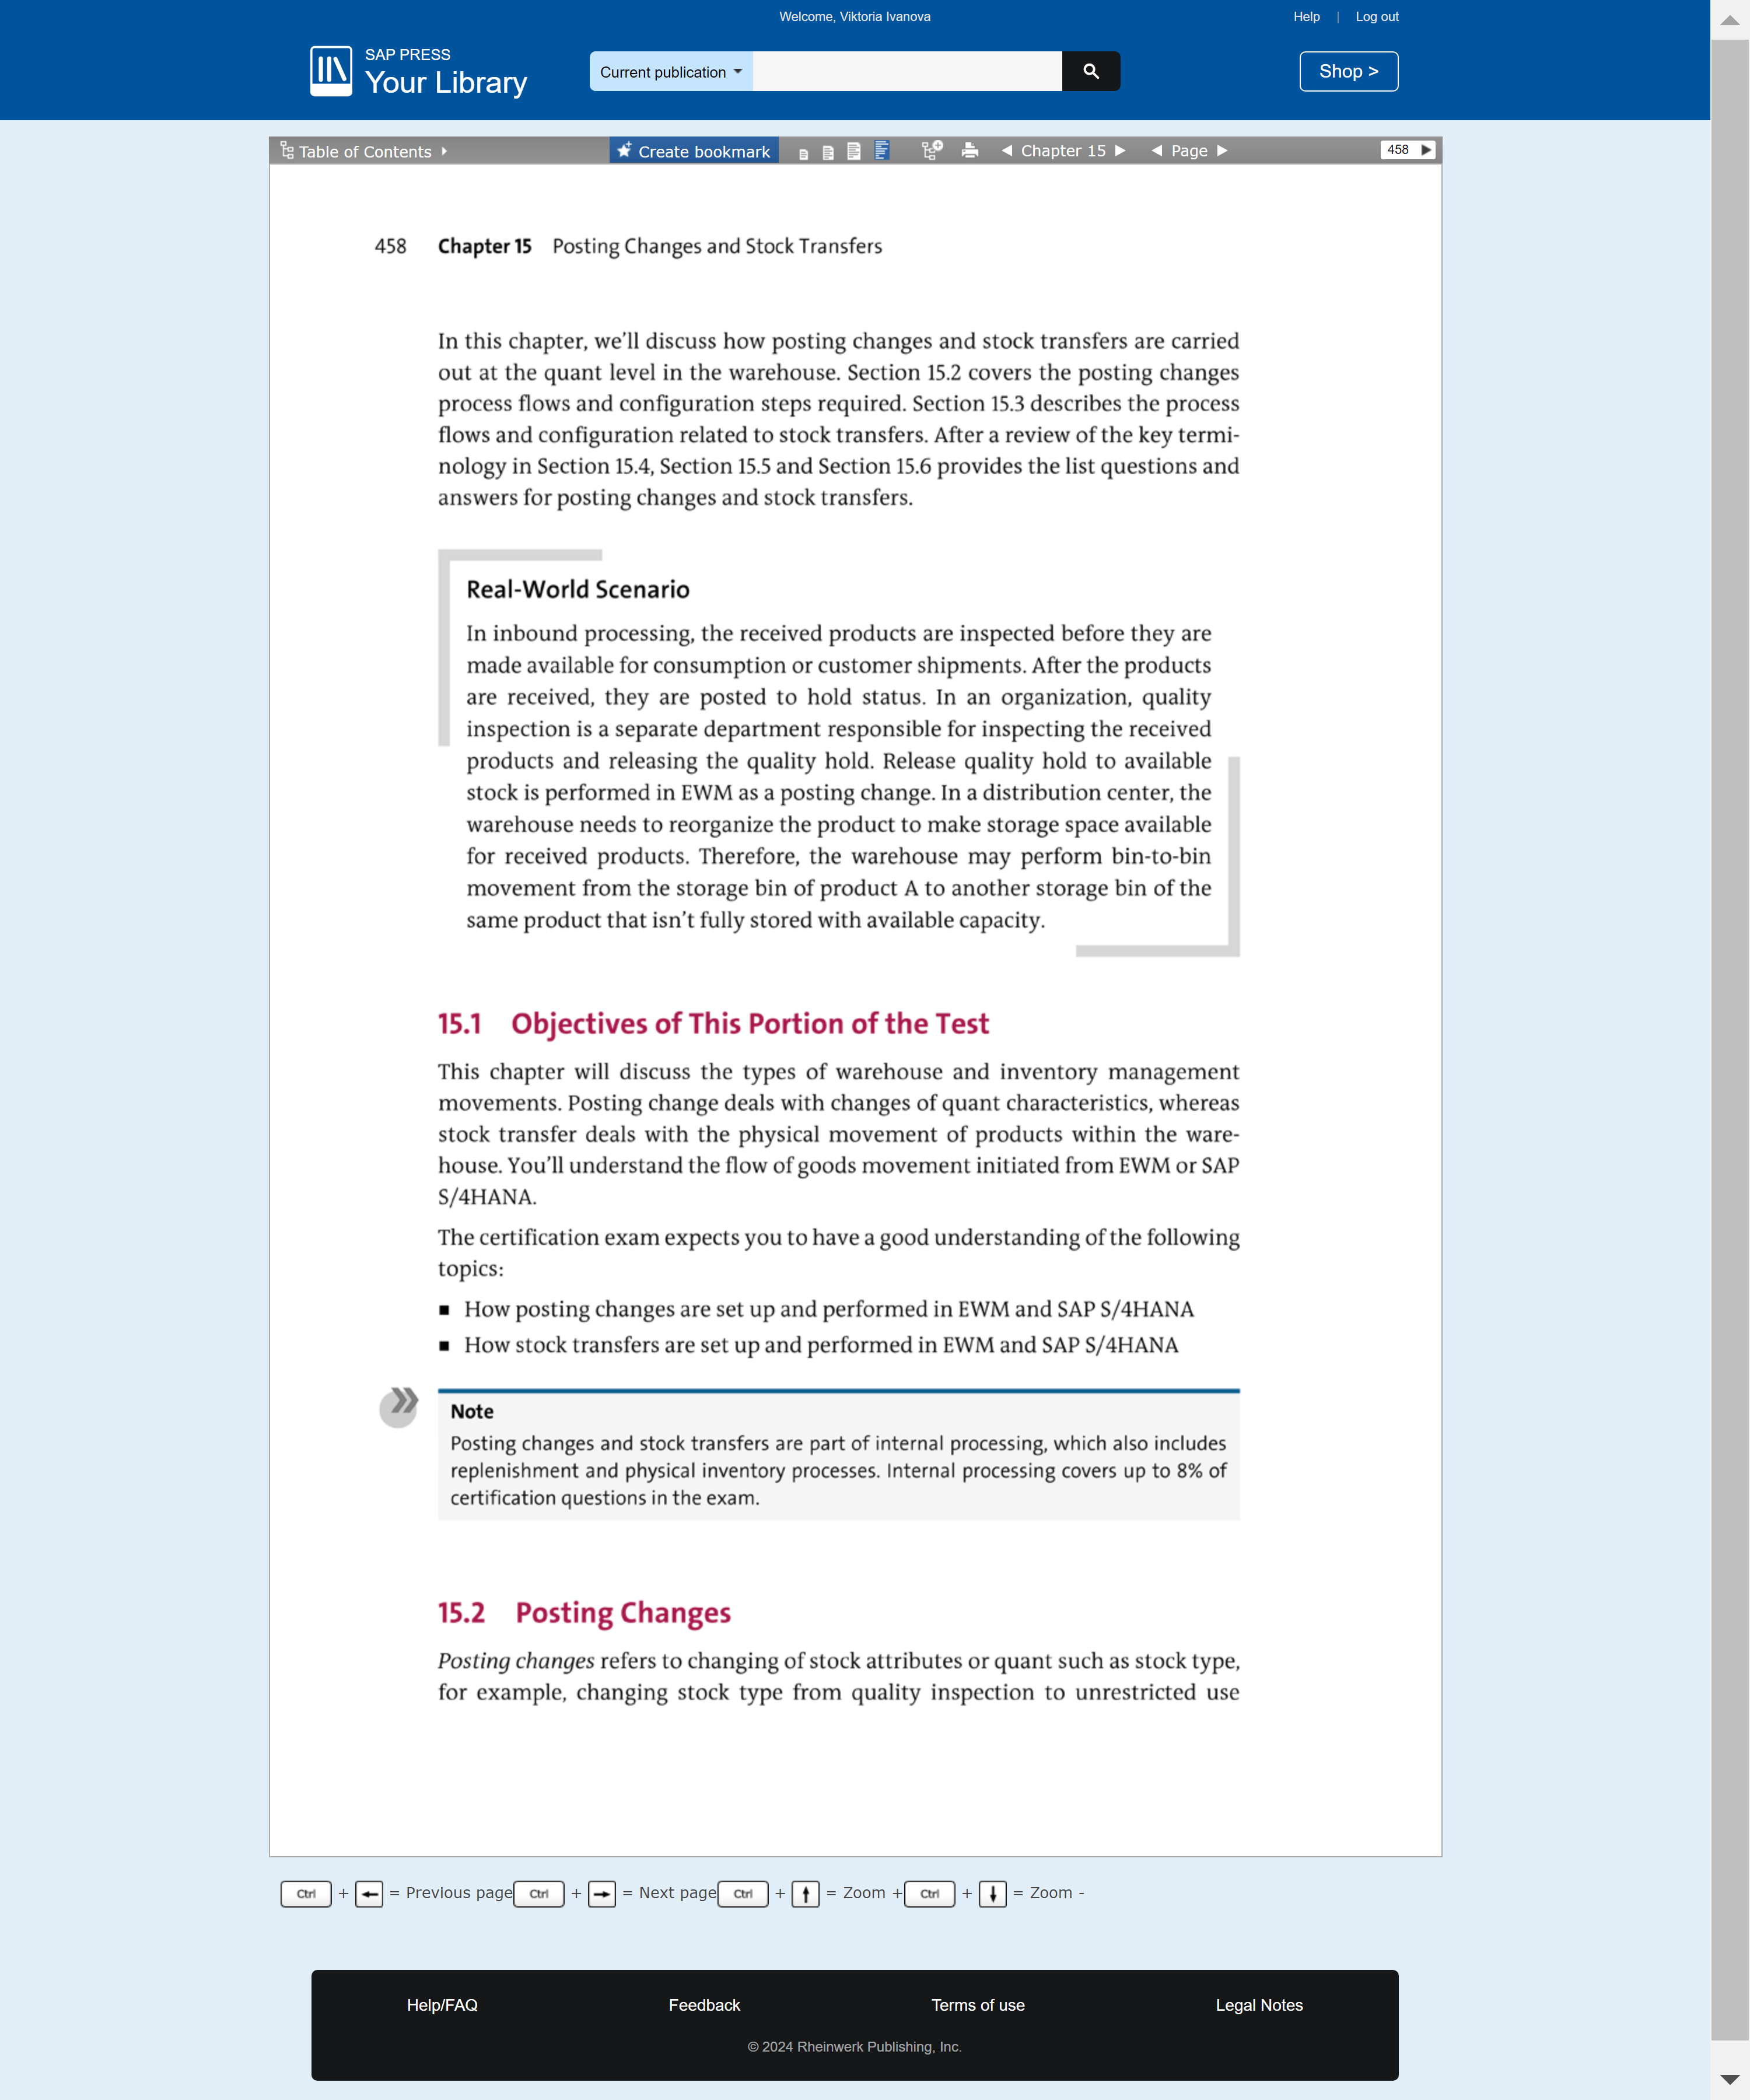 Welcome, Viktoria Ivanova
Help | Log out
SAP PRESS
Your Library
Current publication
Shop >
Table of Contents
Create bookmark
Chapter 15
Page
458
458 Chapter 15 Posting Changes and Stock Transfers
In this chapter, we’ll discuss how posting changes and stock transfers are carried
out at the quant level in the warehouse. Section 15.2 covers the posting changes
process flows and configuration steps required. Section 15.3 describes the process
flows and configuration related to stock transfers. After a review of the key termi-
nology in Section 15.4, Section 15.5 and Section 15.6 provides the list questions and
answers for posting changes and stock transfers.
Real-World Scenario
In inbound processing, the received products are inspected before they are
made available for consumption or customer shipments. After the products
are received, they are posted to hold status. In an organization, quality
inspection is a separate department responsible for inspecting the received
products and releasing the quality hold. Release quality hold to available
stock is performed in EWM as a posting change. In a distribution center, the
warehouse needs to reorganize the product to make storage space available
for received products. Therefore, the warehouse may perform bin-to-bin
movement from the storage bin of product A to another storage bin of the
same product that isn’t fully stored with available capacity.
15.1 Objectives of This Portion of the Test
This chapter will discuss the types of warehouse and inventory management
movements. Posting change deals with changes of quant characteristics, whereas
stock transfer deals with the physical movement of products within the ware-
house. You’ll understand the flow of goods movement initiated from EWM or SAP
S/4HANA.
The certification exam expects you to have a good understanding of the following
topics:
■ How posting changes are set up and performed in EWM and SAP S/4HANA
■ How stock transfers are set up and performed in EWM and SAP S/4HANA
Note
Posting changes and stock transfers are part of internal processing, which also includes
replenishment and physical inventory processes. Internal processing covers up to 8% of
certification questions in the exam.
15.2 Posting Changes
Posting changes refers to changing of stock attributes or quant such as stock type,
for example, changing stock type from quality inspection to unrestricted use
Ctrl + ← = Previous page Ctrl + → = Next page Ctrl + ↑ = Zoom + Ctrl + ↓ = Zoom -
Help/FAQ
Feedback
Terms of use
Legal Notes
© 2024 Rheinwerk Publishing, Inc.